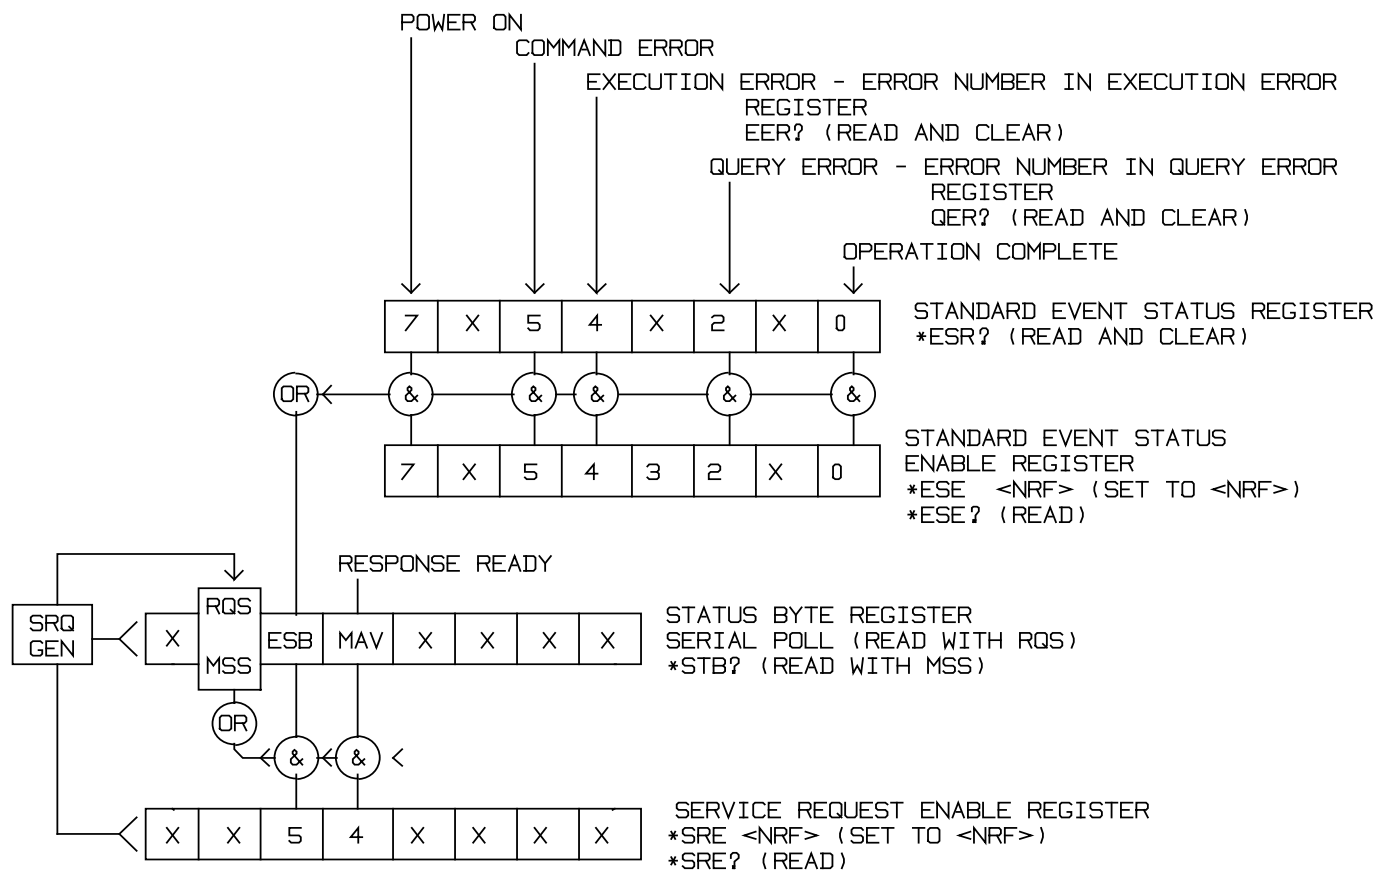 POWER ON
COMMAND ERROR
EXECUTION ERROR - ERROR NUMBER IN EXECUTION ERROR
REGISTER
EER? (READ AND CLEAR)
QUERY ERROR - ERROR NUMBER IN QUERY ERROR
REGISTER
QER? (READ AND CLEAR)
OPERATION COMPLETE
7 X 5 4 X 2 X 0
STANDARD EVENT STATUS REGISTER
*ESR? (READ AND CLEAR)
OR & & & & &
7 X 5 4 3 2 X 0
STANDARD EVENT STATUS
ENABLE REGISTER
*ESE <NRF> (SET TO <NRF>)
*ESE? (READ)
RESPONSE READY
SRQ
GEN
X
RQS
MSS
ESB MAV X X X X
STATUS BYTE REGISTER
SERIAL POLL (READ WITH RQS)
*STB? (READ WITH MSS)
OR
& &
X X 5 4 X X X X
SERVICE REQUEST ENABLE REGISTER
*SRE <NRF> (SET TO <NRF>)
*SRE? (READ)